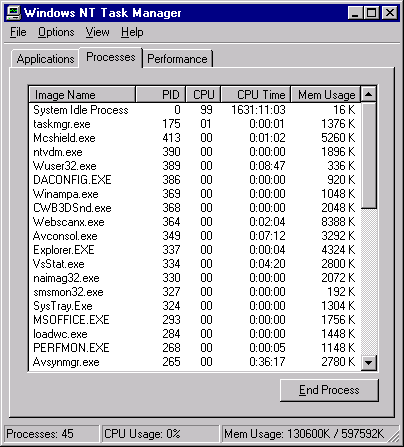 Windows NT Task Manager
File Options View Help
Applications Processes Performance
Image Name PID CPU CPU Time Mem Usage
System Idle Process 0 99 1631:11:03 16 K
taskmgr.exe 175 01 0:00:01 1376 K
Mcshield.exe 413 00 0:01:02 5260 K
ntvdm.exe 390 00 0:00:00 1896 K
Wuser32.exe 389 00 0:08:47 336 K
DACONFIG.EXE 386 00 0:00:00 920 K
Winampa.exe 369 00 0:00:00 1048 K
CWB3DSnd.exe 368 00 0:00:00 2048 K
Webscanx.exe 364 00 0:02:04 8388 K
Avconsol.exe 349 00 0:07:12 3292 K
Explorer.EXE 337 00 0:00:04 4324 K
VsStat.exe 334 00 0:04:20 2800 K
naimag32.exe 330 00 0:00:00 2072 K
smsmon32.exe 327 00 0:00:00 192 K
SysTray.exe 324 00 0:00:00 1304 K
MSOFFICE.EXE 293 00 0:00:00 1756 K
loadwc.exe 284 00 0:00:00 1448 K
PERFMON.EXE 268 00 0:00:05 1148 K
Avsynmgr.exe 265 00 0:36:17 2780 K
End Process
Processes: 45 CPU Usage: 0% Mem Usage: 130600K / 597592K